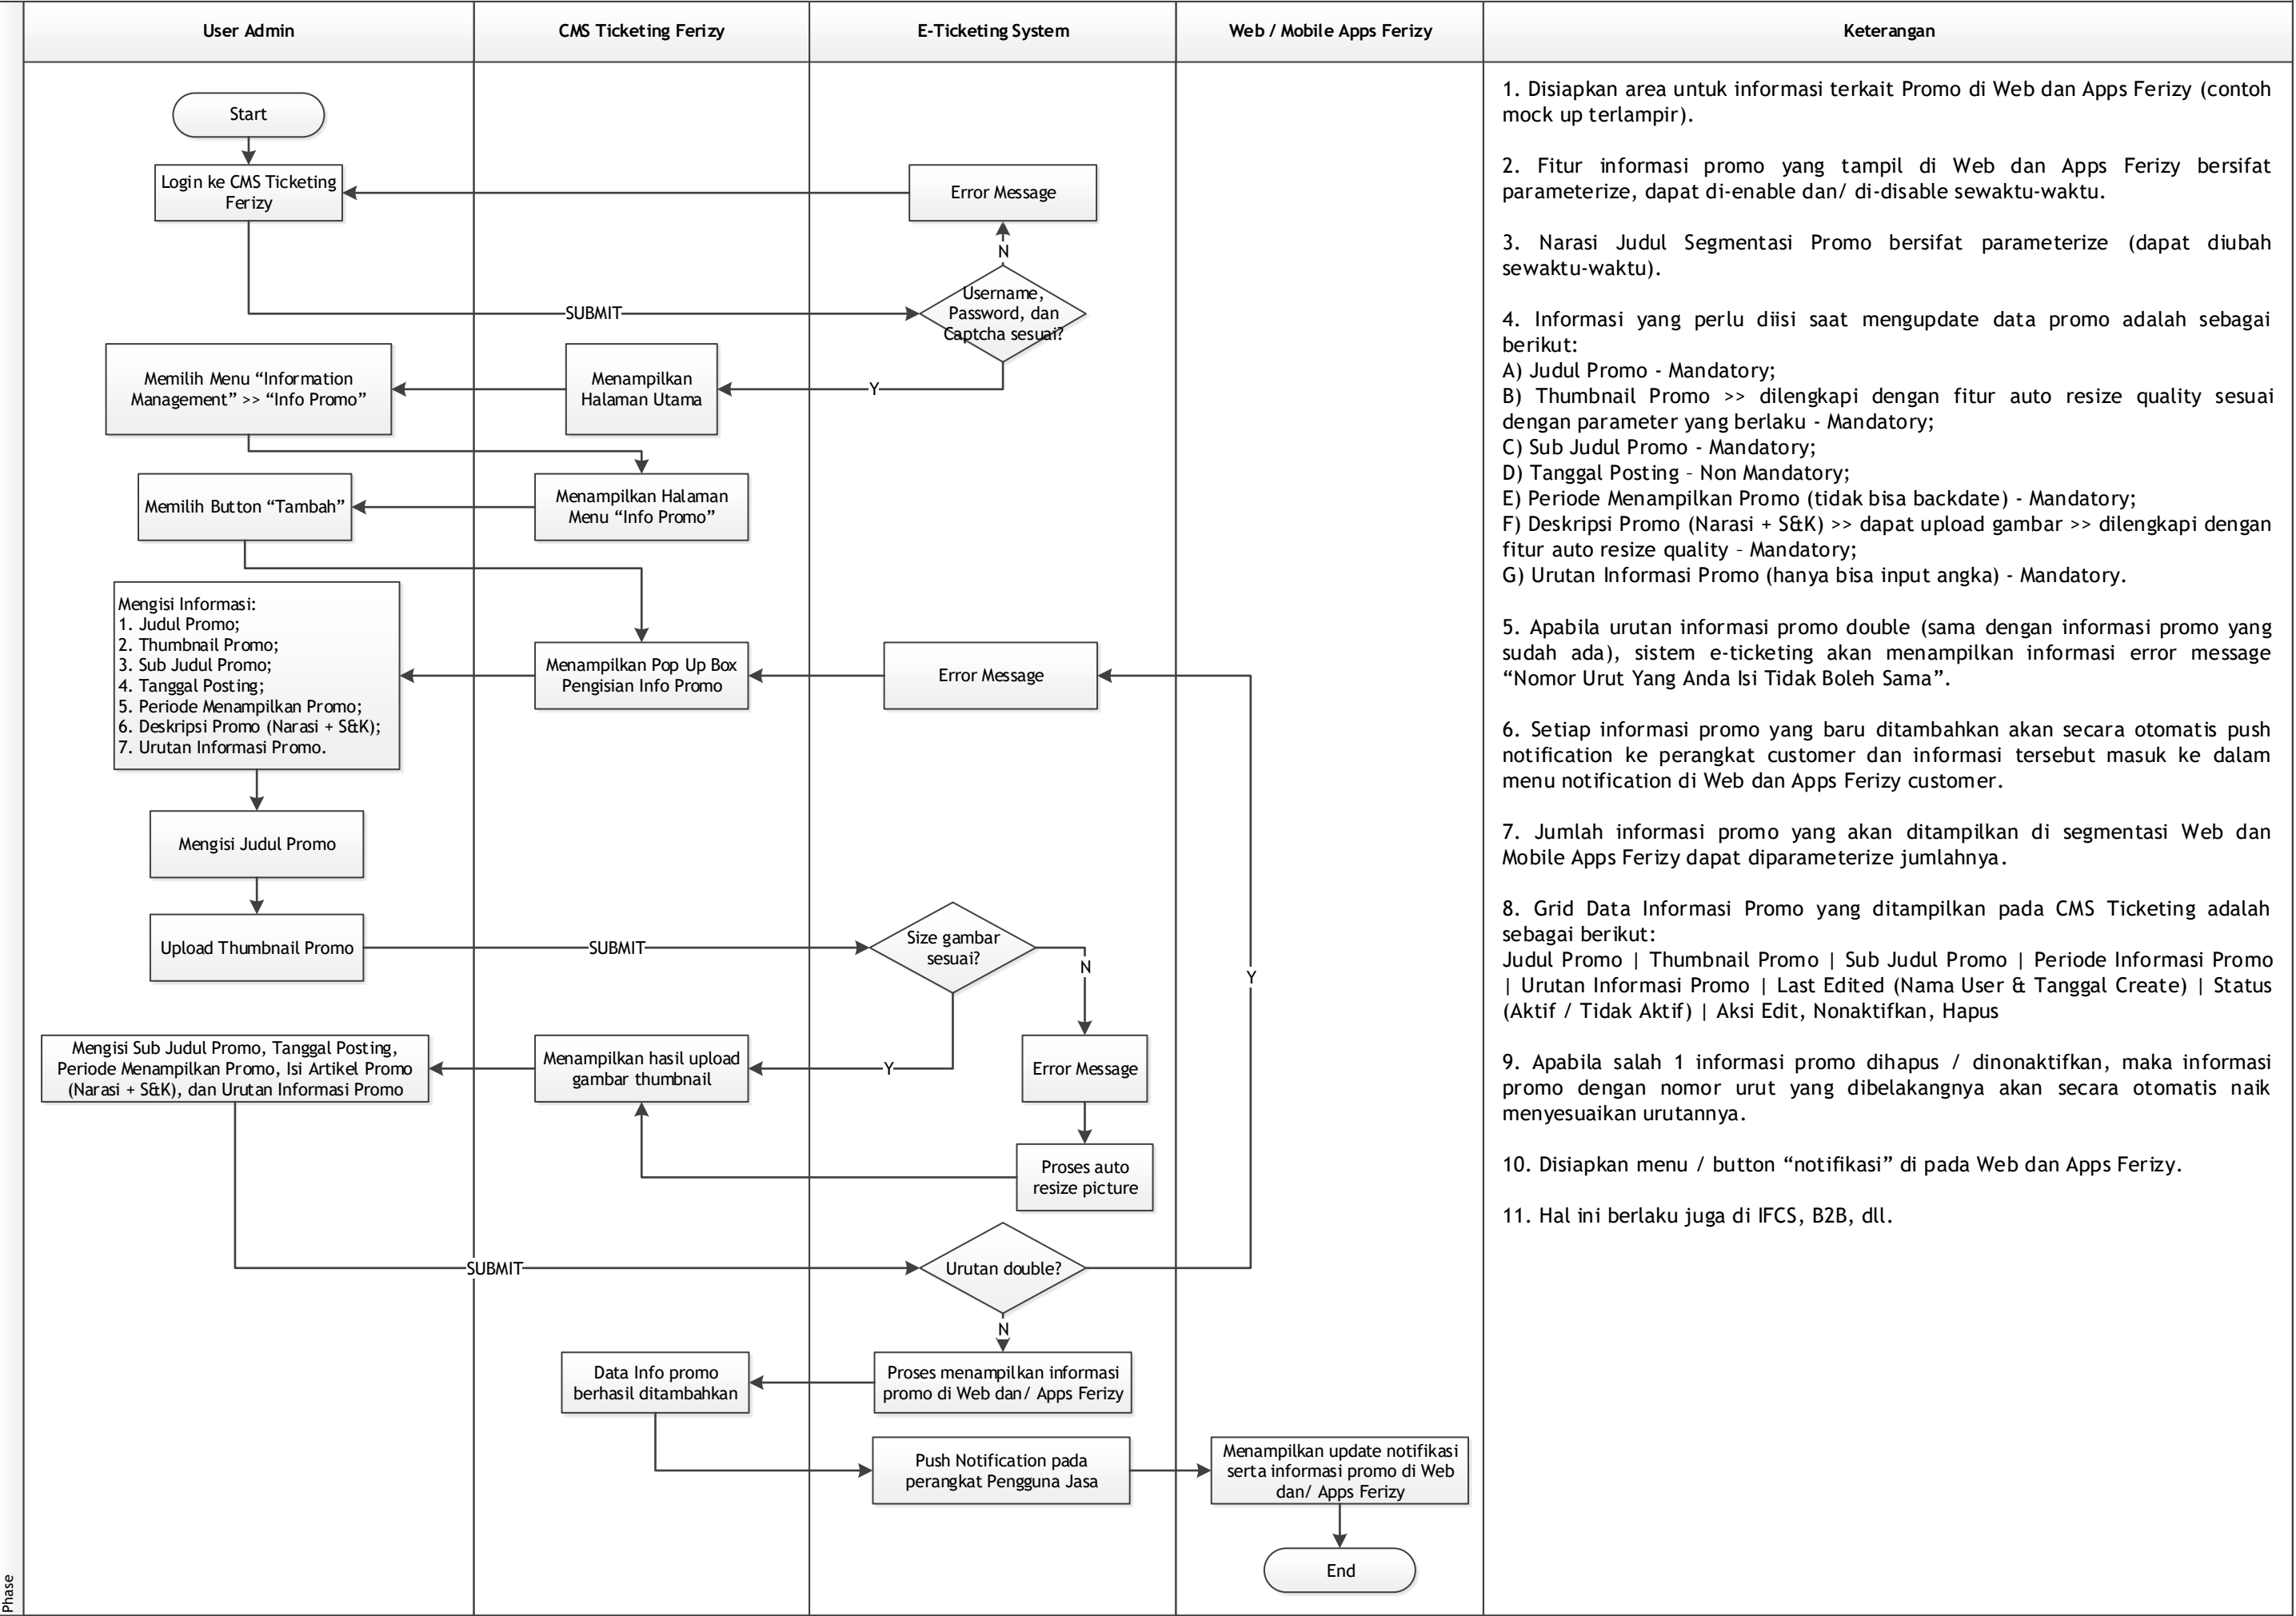 User Admin
CMS Ticketing Ferizy
E-Ticketing System
Web / Mobile Apps Ferizy
Keterangan
Start
Login ke CMS Ticketing
Ferizy
Error Message
N
Username,
Password, dan
Captcha sesuai?
SUBMIT
Y
Menampilkan
Halaman Utama
Memilih Menu “Information
Management” >> “Info Promo”
Menampilkan Halaman
Menu “Info Promo”
Memilih Button “Tambah”
Menampilkan Pop Up Box
Pengisian Info Promo
Error Message
Mengisi Informasi:
1. Judul Promo;
2. Thumbnail Promo;
3. Sub Judul Promo;
4. Tanggal Posting;
5. Periode Menampilkan Promo;
6. Deskripsi Promo (Narasi + S&K);
7. Urutan Informasi Promo.
Mengisi Judul Promo
Upload Thumbnail Promo
SUBMIT
Size gambar
sesuai?
N
Y
Y
Error Message
Proses auto
resize picture
Menampilkan hasil upload
gambar thumbnail
Mengisi Sub Judul Promo, Tanggal Posting,
Periode Menampilkan Promo, Isi Artikel Promo
(Narasi + S&K), dan Urutan Informasi Promo
SUBMIT
Urutan double?
N
Proses menampilkan informasi
promo di Web dan/ Apps Ferizy
Data Info promo
berhasil ditambahkan
Push Notification pada
perangkat Pengguna Jasa
Menampilkan update notifikasi
serta informasi promo di Web
dan/ Apps Ferizy
End
Phase
1. Disiapkan area untuk informasi terkait Promo di Web dan Apps Ferizy (contoh
mock up terlampir).
2. Fitur informasi promo yang tampil di Web dan Apps Ferizy bersifat
parameterize, dapat di-enable dan/ di-disable sewaktu-waktu.
3. Narasi Judul Segmentasi Promo bersifat parameterize (dapat diubah
sewaktu-waktu).
4. Informasi yang perlu diisi saat mengupdate data promo adalah sebagai
berikut:
A) Judul Promo - Mandatory;
B) Thumbnail Promo >> dilengkapi dengan fitur auto resize quality sesuai
dengan parameter yang berlaku - Mandatory;
C) Sub Judul Promo - Mandatory;
D) Tanggal Posting – Non Mandatory;
E) Periode Menampilkan Promo (tidak bisa backdate) - Mandatory;
F) Deskripsi Promo (Narasi + S&K) >> dapat upload gambar >> dilengkapi dengan
fitur auto resize quality – Mandatory;
G) Urutan Informasi Promo (hanya bisa input angka) - Mandatory.
5. Apabila urutan informasi promo double (sama dengan informasi promo yang
sudah ada), sistem e-ticketing akan menampilkan informasi error message
“Nomor Urut Yang Anda Isi Tidak Boleh Sama”.
6. Setiap informasi promo yang baru ditambahkan akan secara otomatis push
notification ke perangkat customer dan informasi tersebut masuk ke dalam
menu notification di Web dan Apps Ferizy customer.
7. Jumlah informasi promo yang akan ditampilkan di segmentasi Web dan
Mobile Apps Ferizy dapat diparameterize jumlahnya.
8. Grid Data Informasi Promo yang ditampilkan pada CMS Ticketing adalah
sebagai berikut:
Judul Promo | Thumbnail Promo | Sub Judul Promo | Periode Informasi Promo
| Urutan Informasi Promo | Last Edited (Nama User & Tanggal Create) | Status
(Aktif / Tidak Aktif) | Aksi Edit, Nonaktifkan, Hapus
9. Apabila salah 1 informasi promo dihapus / dinonaktifkan, maka informasi
promo dengan nomor urut yang dibelakangnya akan secara otomatis naik
menyesuaikan urutannya.
10. Disiapkan menu / button “notifikasi” di pada Web dan Apps Ferizy.
11. Hal ini berlaku juga di IFCS, B2B, dll.